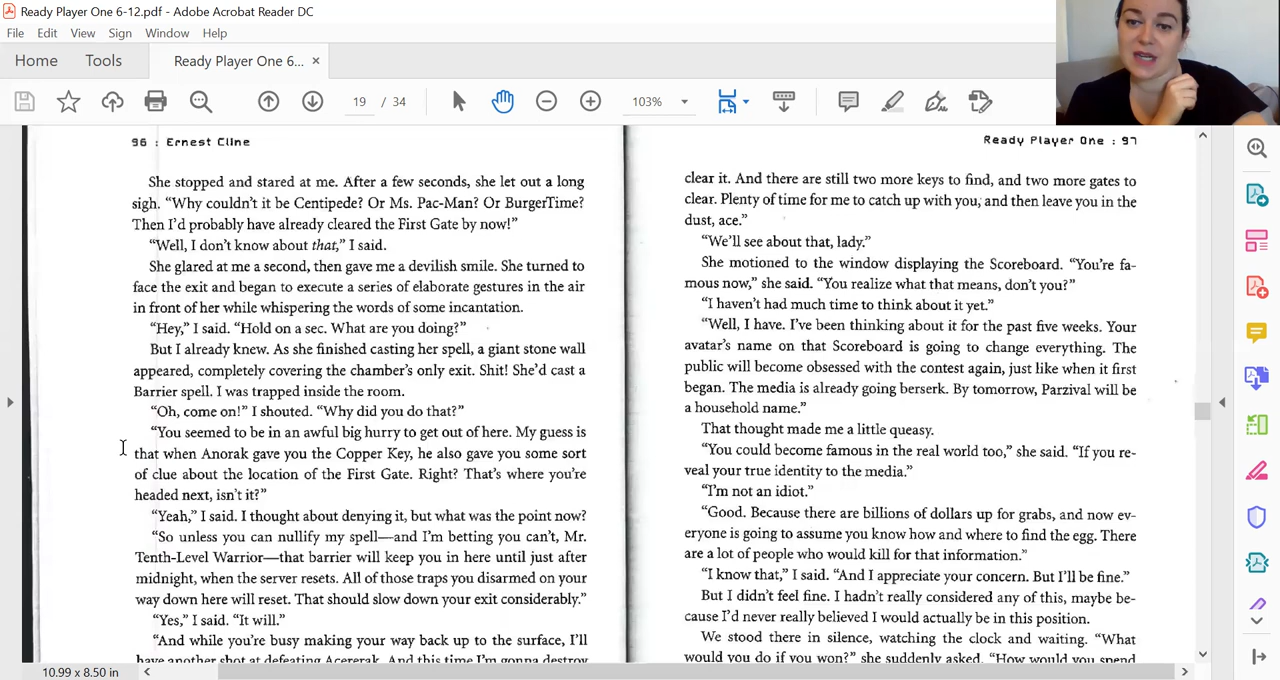 Ready Player One 6-12.pdf - Adobe Acrobat Reader DC
File Edit View Sign Window Help
Home Tools Ready Player One 6... ×
19 / 34 103%
96 : Ernest Cline
She stopped and stared at me. After a few seconds, she let out a long
sigh. “Why couldn’t it be Centipede? Or Ms. Pac-Man? Or BurgerTime?
Then I’d probably have already cleared the First Gate by now!”
“Well, I don’t know about that,” I said.
She glared at me a second, then gave me a devilish smile. She turned to
face the exit and began to execute a series of elaborate gestures in the air
in front of her while whispering the words of some incantation.
“Hey,” I said. “Hold on a sec. What are you doing?”
But I already knew. As she finished casting her spell, a giant stone wall
appeared, completely covering the chamber’s only exit. Shit! She’d cast a
Barrier spell. I was trapped inside the room.
“Oh, come on!” I shouted. “Why did you do that?”
“You seemed to be in an awful big hurry to get out of here. My guess is
that when Anorak gave you the Copper Key, he also gave you some sort
of clue about the location of the First Gate. Right? That’s where you’re
headed next, isn’t it?”
“Yeah,” I said. I thought about denying it, but what was the point now?
“So unless you can nullify my spell—and I’m betting you can’t, Mr.
Tenth-Level Warrior—that barrier will keep you in here until just after
midnight, when the server resets. All of those traps you disarmed on your
way down here will reset. That should slow down your exit considerably.”
“Yes,” I said. “It will.”
“And while you’re busy making your way back up to the surface, I’ll
have another shot at defeating Acererak. And this time I’m gonna destroy
Ready Player One : 97
clear it. And there are still two more keys to find, and two more gates to
clear. Plenty of time for me to catch up with you, and then leave you in the
dust, ace.”
“We’ll see about that, lady.”
She motioned to the window displaying the Scoreboard. “You’re fa-
mous now,” she said. “You realize what that means, don’t you?”
“I haven’t had much time to think about it yet.”
“Well, I have. I’ve been thinking about it for the past five weeks. Your
avatar’s name on that Scoreboard is going to change everything. The
public will become obsessed with the contest again, just like when it first
began. The media is already going berserk. By tomorrow, Parzival will be
a household name.”
That thought made me a little queasy.
“You could become famous in the real world too,” she said. “If you re-
veal your true identity to the media.”
“I’m not an idiot.”
“Good. Because there are billions of dollars up for grabs, and now ev-
eryone is going to assume you know how and where to find the egg. There
are a lot of people who would kill for that information.”
“I know that,” I said. “And I appreciate your concern. But I’ll be fine.”
But I didn’t feel fine. I hadn’t really considered any of this, maybe be-
cause I’d never really believed I would actually be in this position.
We stood there in silence, watching the clock and waiting. “What
would you do if you won?” she suddenly asked. “How would you spend
10.99 x 8.50 in